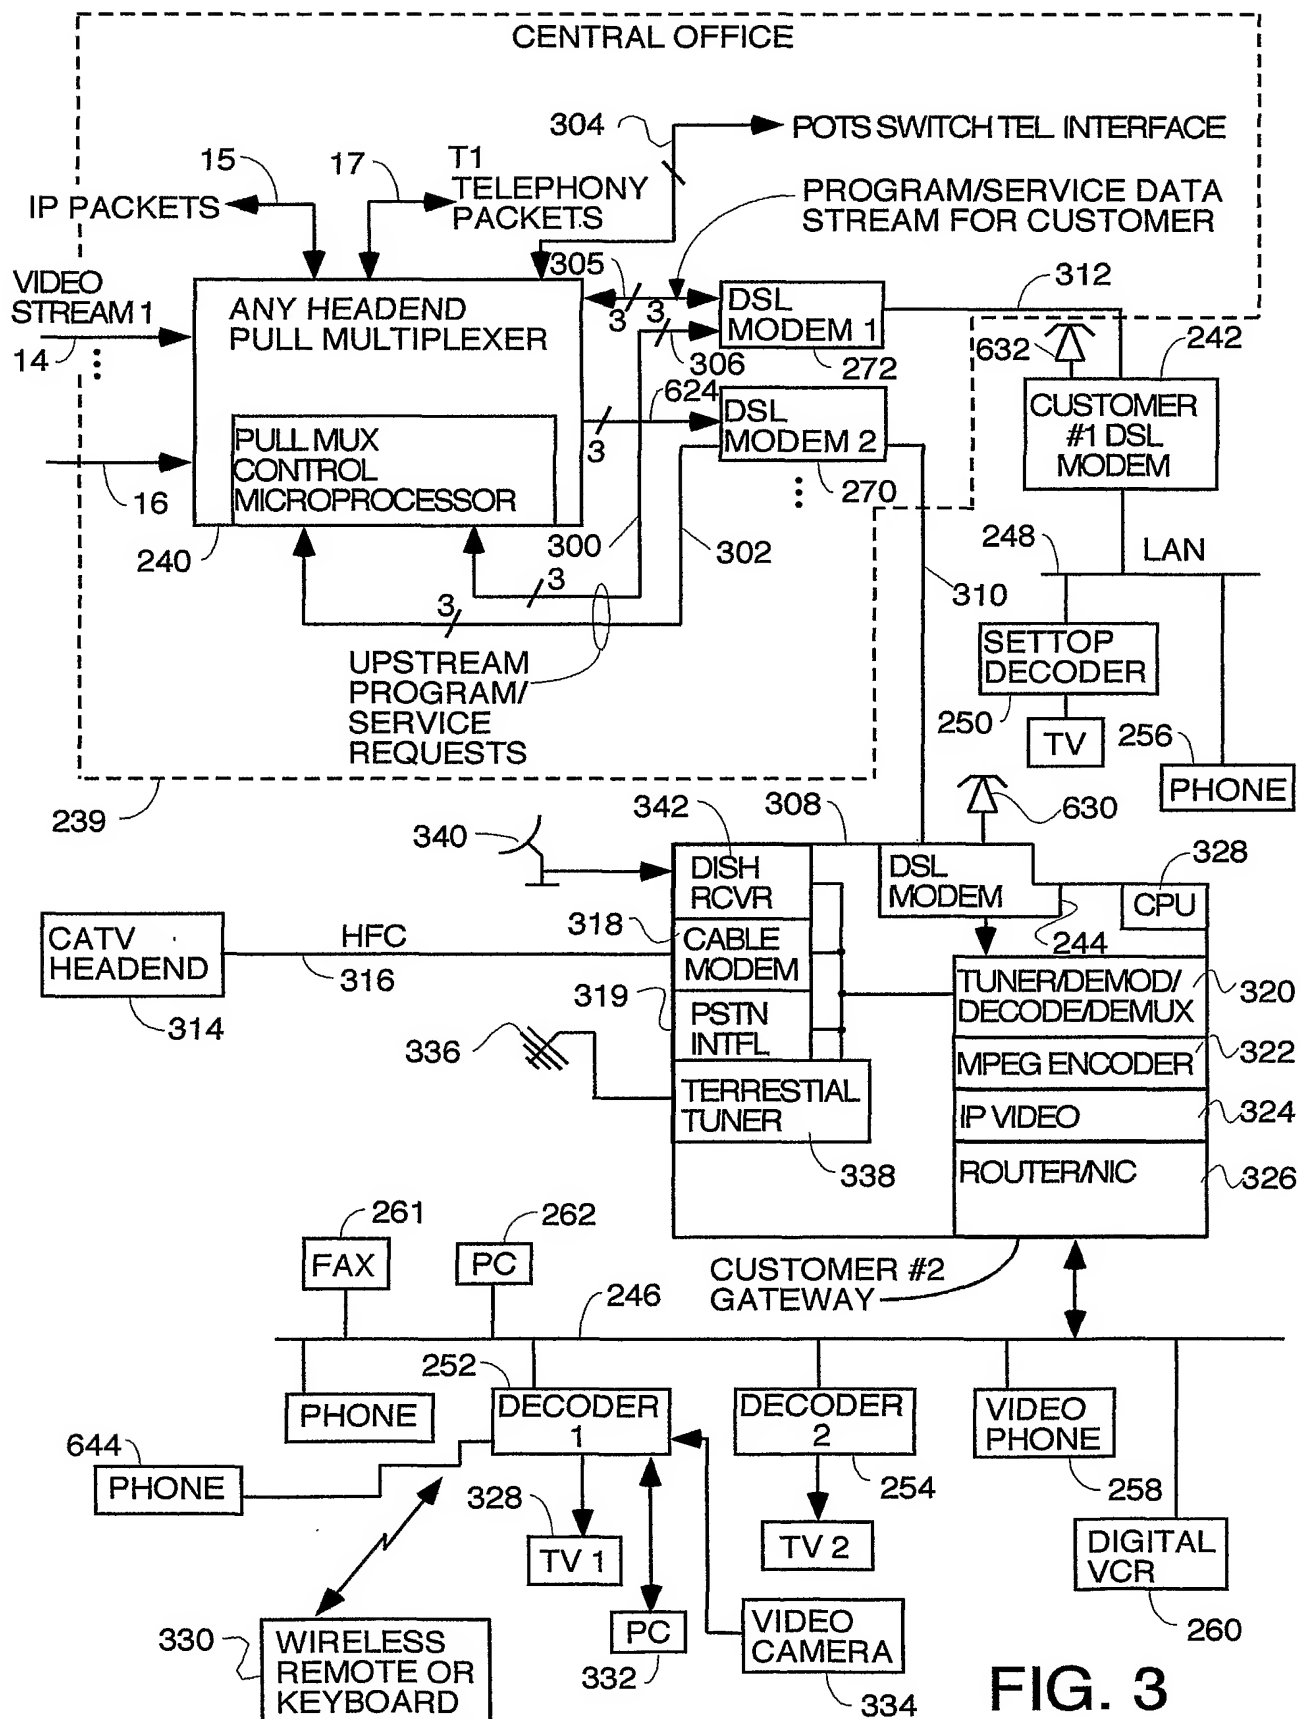 CENTRAL OFFICE
304
POTS SWITCH TEL INTERFACE
15
17
T1
TELEPHONY
PACKETS
IP PACKETS
PROGRAM/SERVICE DATA
STREAM FOR CUSTOMER
305
VIDEO
STREAM 1
14
ANY HEADEND
PULL MULTIPLEXER
3
3
DSL
MODEM 1
306
272
312
632
242
624
CUSTOMER
#1 DSL
MODEM
DSL
MODEM 2
3
PULL MUX
CONTROL
MICROPROCESSOR
16
240
270
300
302
248
LAN
3
3
310
SETTOP
DECODER
250
TV
256
PHONE
UPSTREAM
PROGRAM/
SERVICE
REQUESTS
239
342
308
630
340
DISH
RCVR
DSL
MODEM
328
CPU
244
318
CATV
HEADEND
HFC
316
CABLE
MODEM
314
319
TUNER/DEMOD/
DECODE/DEMUX
320
PSTN
INTFL
336
MPEG ENCODER
322
TERRESTIAL
TUNER
IP VIDEO
324
338
ROUTER/NIC
326
261
262
FAX
PC
CUSTOMER #2
GATEWAY
246
252
PHONE
DECODER
1
DECODER
2
VIDEO
PHONE
644
PHONE
328
254
258
TV 1
TV 2
DIGITAL
VCR
260
330
WIRELESS
REMOTE OR
KEYBOARD
PC
332
VIDEO
CAMERA
334
FIG. 3